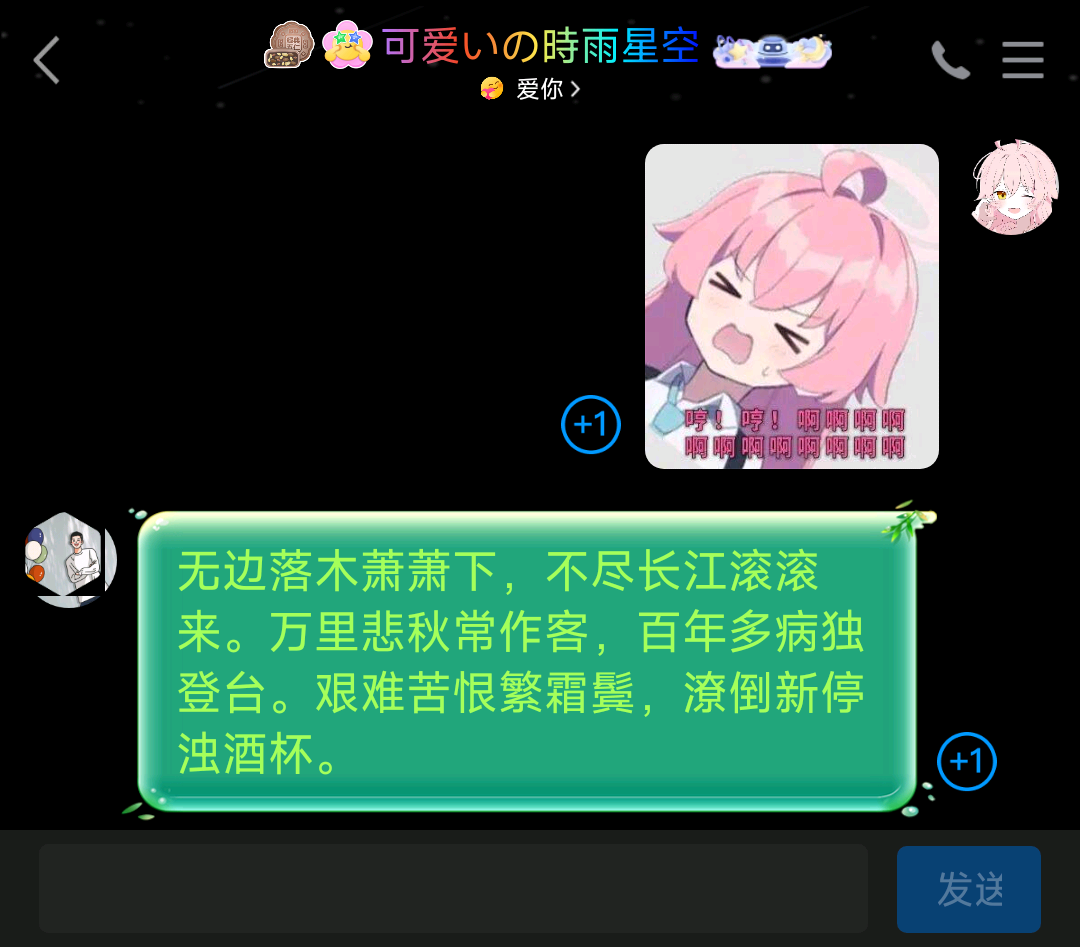 可爱いの時雨星空
爱你
哼！哼！啊啊啊啊
啊啊啊啊啊啊啊啊
+1
无边落木萧萧下，不尽长江滚滚
来。万里悲秋常作客，百年多病独
登台。艰难苦恨繁霜鬓，潦倒新停
浊酒杯。
+1
发送